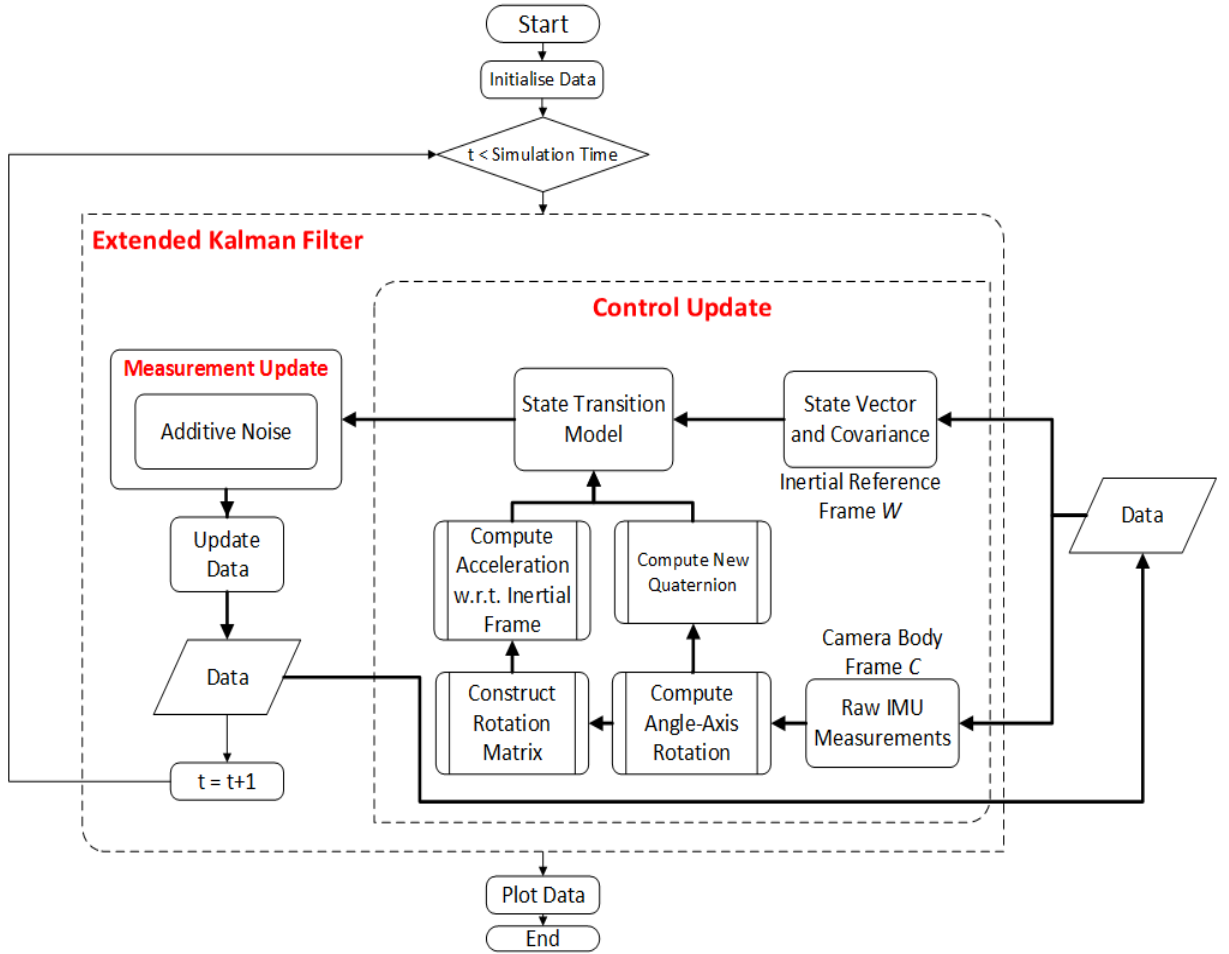 Start
Initialise Data
t < Simulation Time
Extended Kalman Filter
Control Update
Measurement Update
Additive Noise
State Transition
Model
State Vector
and Covariance
Inertial Reference
Frame W
Data
Update
Data
Compute
Acceleration
w.r.t. Inertial
Frame
Compute New
Quaternion
Camera Body
Frame C
Data
Construct
Rotation
Matrix
Compute
Angle-Axis
Rotation
Raw IMU
Measurements
t = t+1
Plot Data
End